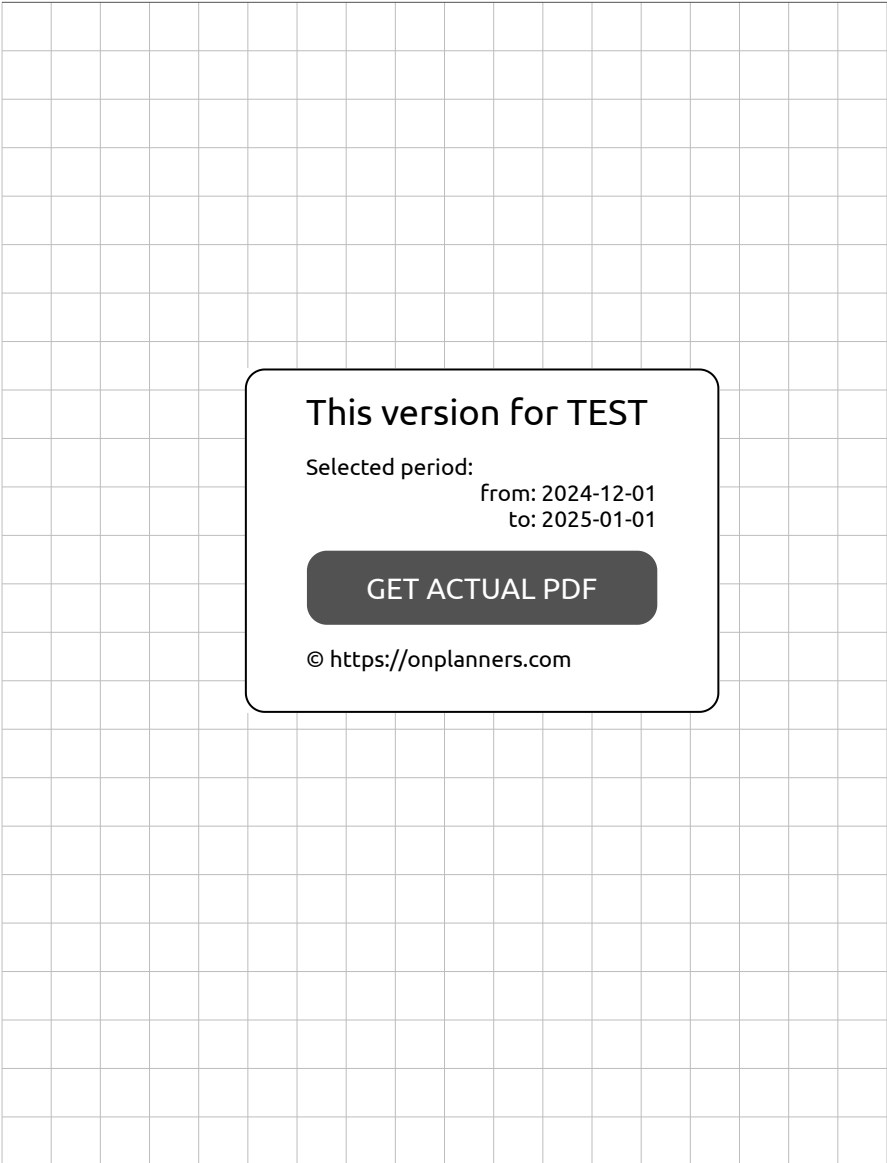 This version for TEST
Selected period:
from: 2024-12-01
to: 2025-01-01
GET ACTUAL PDF
© https://onplanners.com